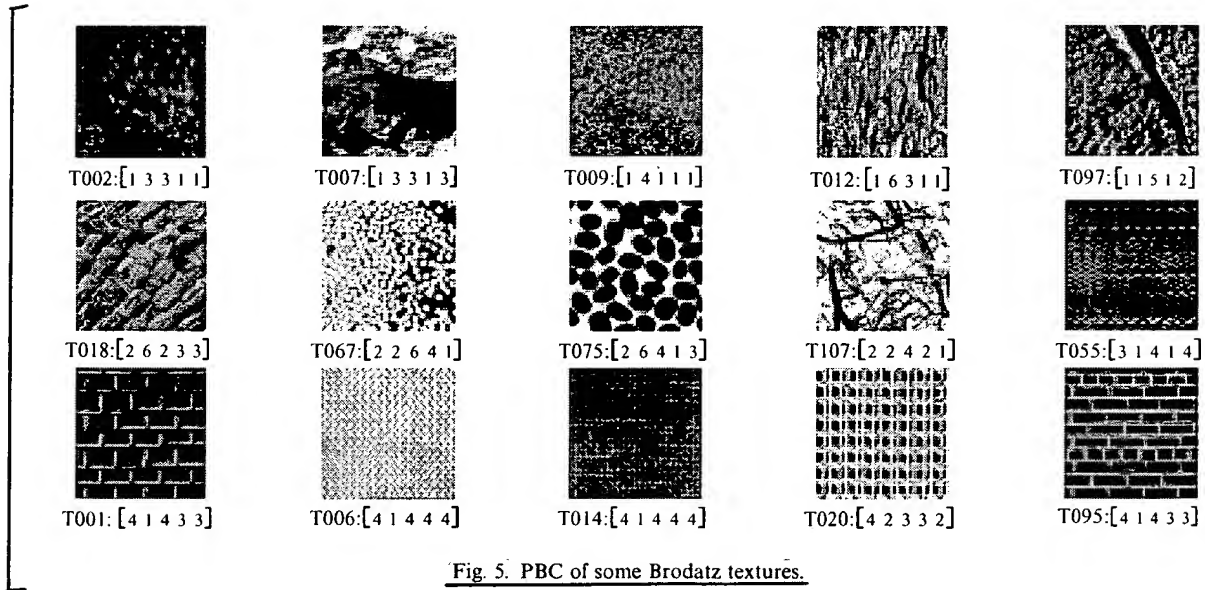 T002:[1 3 3 1 1] T007:[1 3 3 1 3] T009:[1 4 1 1 1] T012:[1 6 3 1 1] T097:[1 1 5 1 2]
T018:[2 6 2 3 3] T067:[2 2 6 4 1] T075:[2 6 4 1 3] T107:[2 2 4 2 1] T055:[3 1 4 1 4]
T001: [4 1 4 3 3] T006:[4 1 4 4 4] T014:[4 1 4 4 4] T020:[4 2 3 3 2] T095:[4 1 4 3 3]
Fig. 5. PBC of some Brodatz textures.